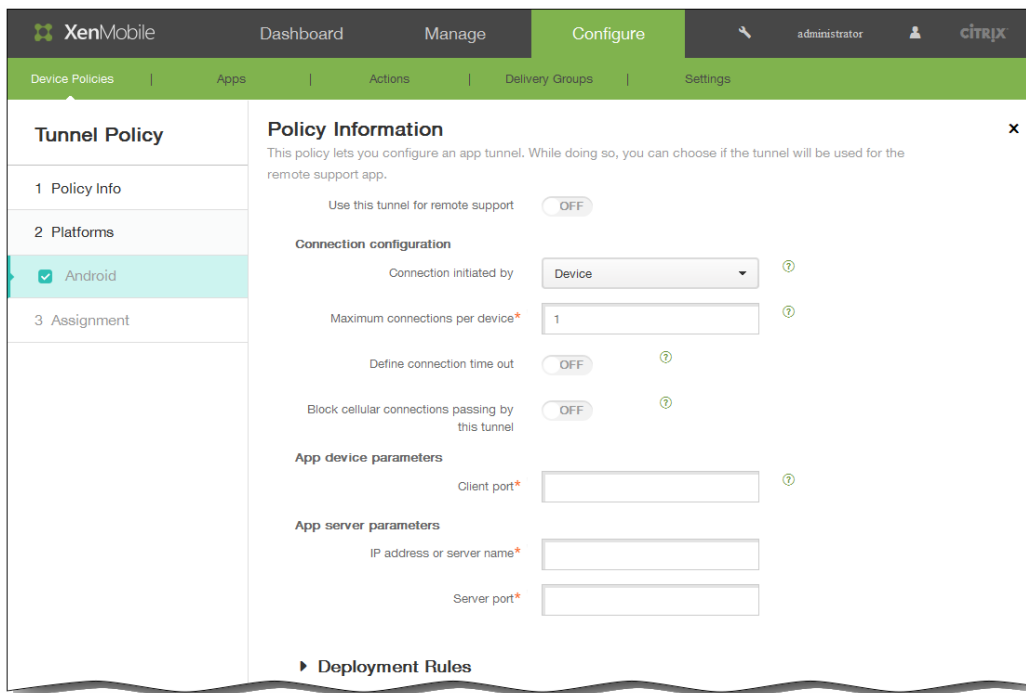 XenMobile Dashboard Manage Configure administrator CİTRIX
Device Policies | Apps | Actions | Delivery Groups | Settings
Tunnel Policy
1 Policy Info
2 Platforms
Android
3 Assignment
Policy Information x
This policy lets you configure an app tunnel. While doing so, you can choose if the tunnel will be used for the
remote support app.
Use this tunnel for remote support OFF
Connection configuration
Connection initiated by Device ?
Maximum connections per device* 1 ?
Define connection time out OFF ?
Block cellular connections passing by
this tunnel OFF ?
App device parameters
Client port* ?
App server parameters
IP address or server name*
Server port*
Deployment Rules